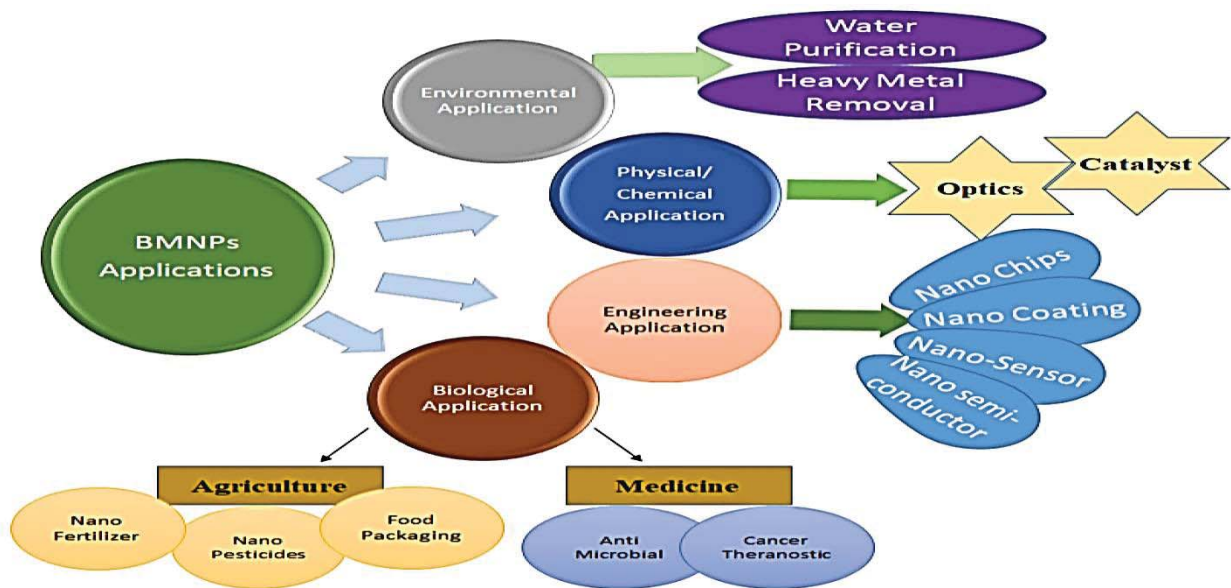 Water
Purification
Heavy Metal
Removal
Environmental
Application
Physical/
Chemical
Application
Optics
Catalyst
BMNPs
Applications
Engineering
Application
Nano Chips
Nano Coating
Nano-Sensor
Nano semi-
conductor
Biological
Application
Agriculture
Nano
Fertilizer
Nano
Pesticides
Food
Packaging
Medicine
Anti
Microbial
Cancer
Theranostic